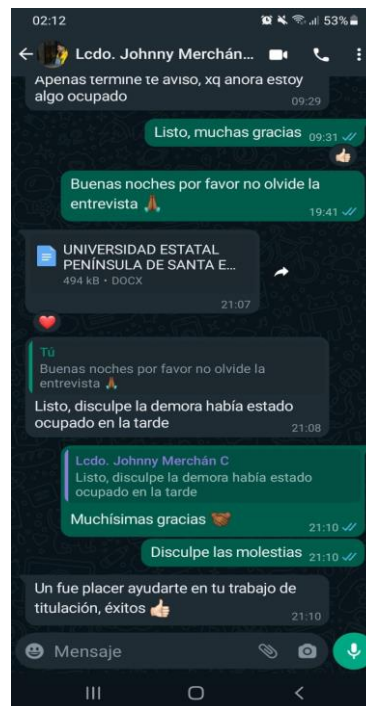 02:12
53%
Lcdo. Johnny Merchán...
Apenas termine te aviso, xq ahora estoy
algo ocupado
09:29
Listo, muchas gracias 09:31
Buenas noches por favor no olvide la
entrevista 🙏🏾
19:41
UNIVERSIDAD ESTATAL
PENÍNSULA DE SANTA E...
494 kB • DOCX
21:07
Tú
Buenas noches por favor no olvide la
entrevista 🙏🏾
Listo, disculpe la demora había estado
ocupado en la tarde
21:08
Lcdo. Johnny Merchán C
Listo, disculpe la demora había estado
ocupado en la tarde
Muchísimas gracias 🤝🏾
21:10
Disculpe las molestias 21:10
Un fue placer ayudarte en tu trabajo de
titulación, éxitos 👍🏻
21:10
Mensaje